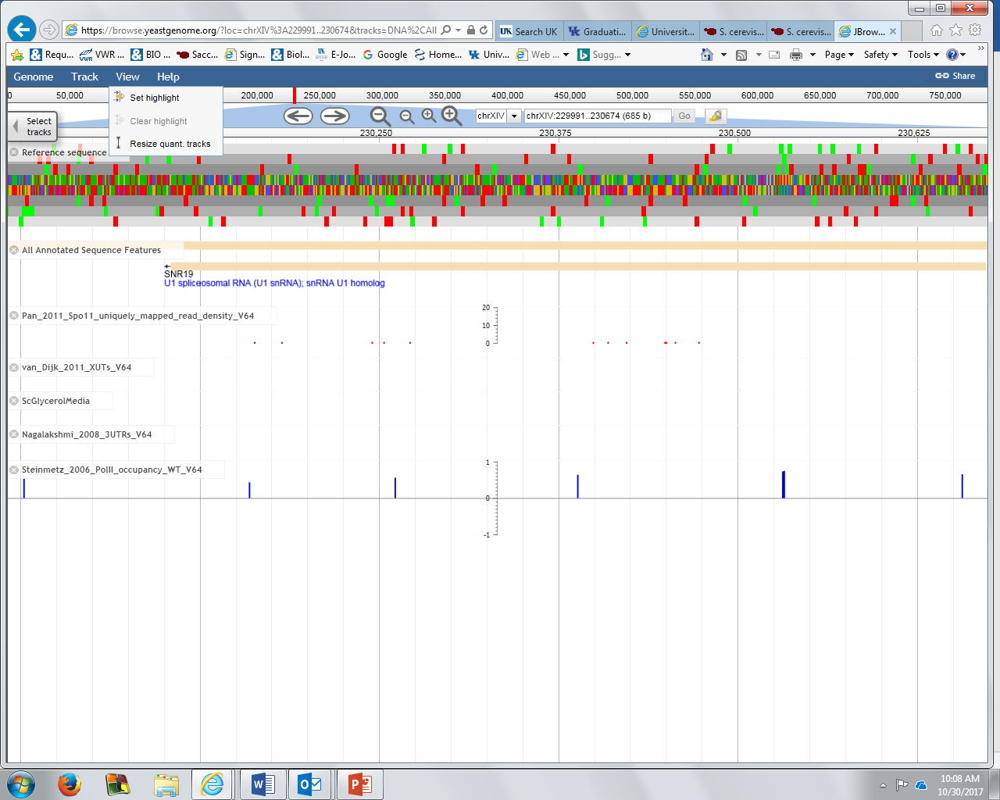 https://browse.yeastgenome.org/?loc=chrXIV%3A229991..230674&tracks=DNA%2CAll
UK Search UK
Graduati...
Universit...
S. cerevis...
S. cerevis...
JBrow...
Requ...
VWR ...
BIO ...
Sacc...
Sign...
Biol...
E-Jo...
Google
Home...
Univ...
Web ...
Sugg...
Page
Safety
Tools
Genome Track View Help
Share
0 50,000 200,000 250,000 300,000 350,000 400,000 450,000 500,000 550,000 600,000 650,000 700,000 750,000
Set highlight
Clear highlight
Resize quant. tracks
Select
tracks
chrXIV
chrXIV:229991..230674 (685 b)
Go
230,250 230,375 230,500 230,625
Reference sequence
All Annotated Sequence Features
SNR19
U1 spliceosomal RNA (U1 snRNA); snRNA U1 homolog
Pan_2011_Spo11_uniquely_mapped_read_density_V64
20
10
0
van_Dijk_2011_XUTs_V64
ScGlycerolMedia
Nagalakshmi_2008_3UTRs_V64
Steinmetz_2006_PolII_occupancy_WT_V64
1
0
-1
10:08 AM
10/30/2017